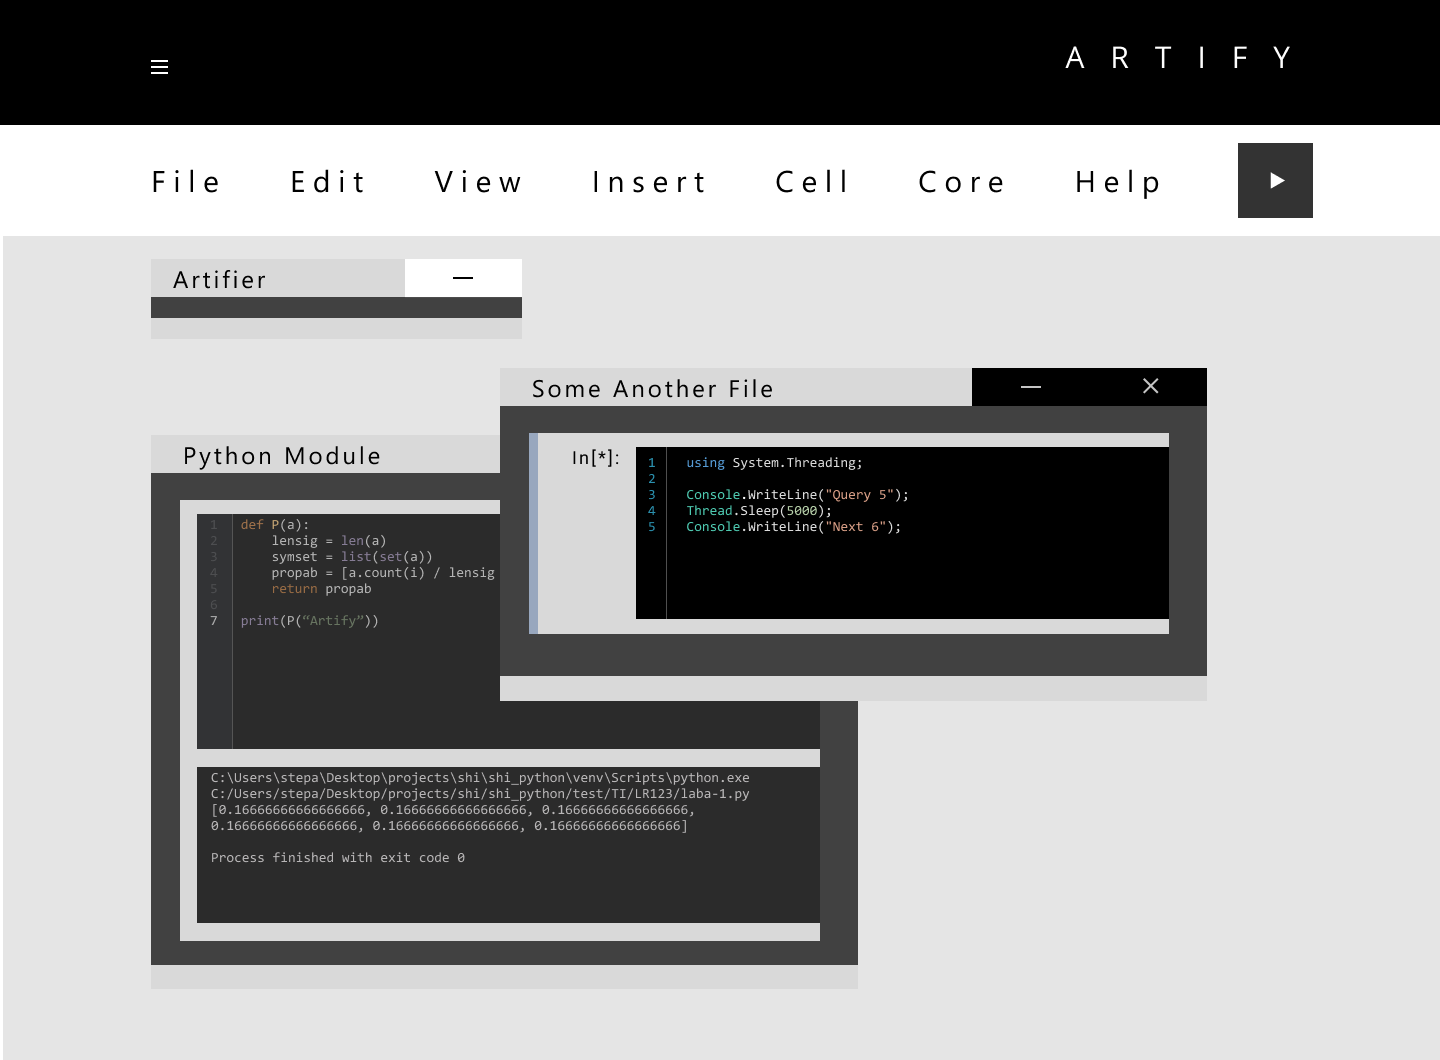 ARTIFY
File Edit View Insert Cell Core Help
Artifier
Some Another File
In[*]:
1 using System.Threading;
2
3 Console.WriteLine("Query 5");
4 Thread.Sleep(5000);
5 Console.WriteLine("Next 6");
Python Module
1 def P(a):
2     lensig = len(a)
3     symset = list(set(a))
4     propab = [a.count(i) / lensig
5     return propab
6
7 print(P(“Artify”))
C:\Users\stepa\Desktop\projects\shi\shi_python\venv\Scripts\python.exe
C:/Users/stepa/Desktop/projects/shi/shi_python/test/TI/LR123/laba-1.py
[0.16666666666666666, 0.16666666666666666, 0.16666666666666666,
0.16666666666666666, 0.16666666666666666, 0.16666666666666666]
Process finished with exit code 0